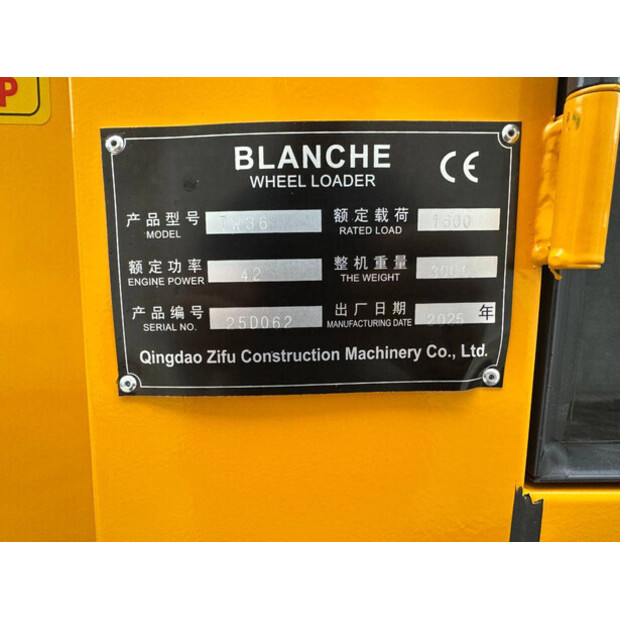 P
BLANCHE
WHEEL LOADER
CE
产品型号 额定载荷 1600
MODEL RATED LOAD
额定功率 42 整机重量
ENGINE POWER THE WEIGHT
产品编号 25D062 出厂日期 2025 年
SERIAL NO. MANUFACTURING DATE
Qingdao Zifu Construction Machinery Co., Ltd.